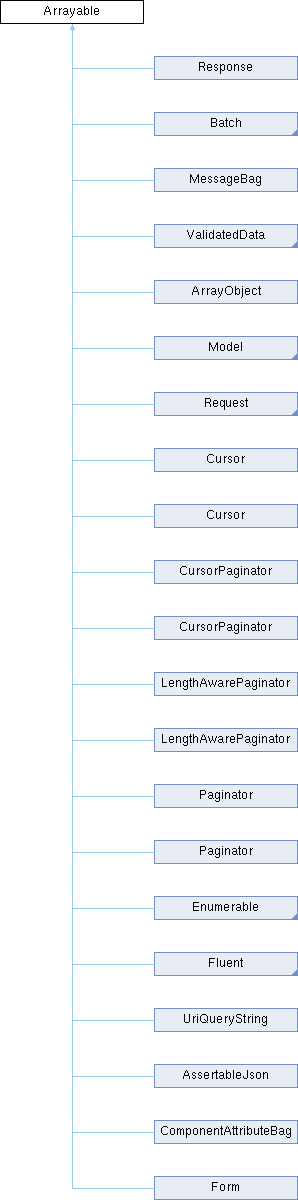 Arrayable
Response
Batch
MessageBag
ValidatedData
ArrayObject
Model
Request
Cursor
Cursor
CursorPaginator
CursorPaginator
LengthAwarePaginator
LengthAwarePaginator
Paginator
Paginator
Enumerable
Fluent
UriQueryString
AssertableJson
ComponentAttributeBag
Form